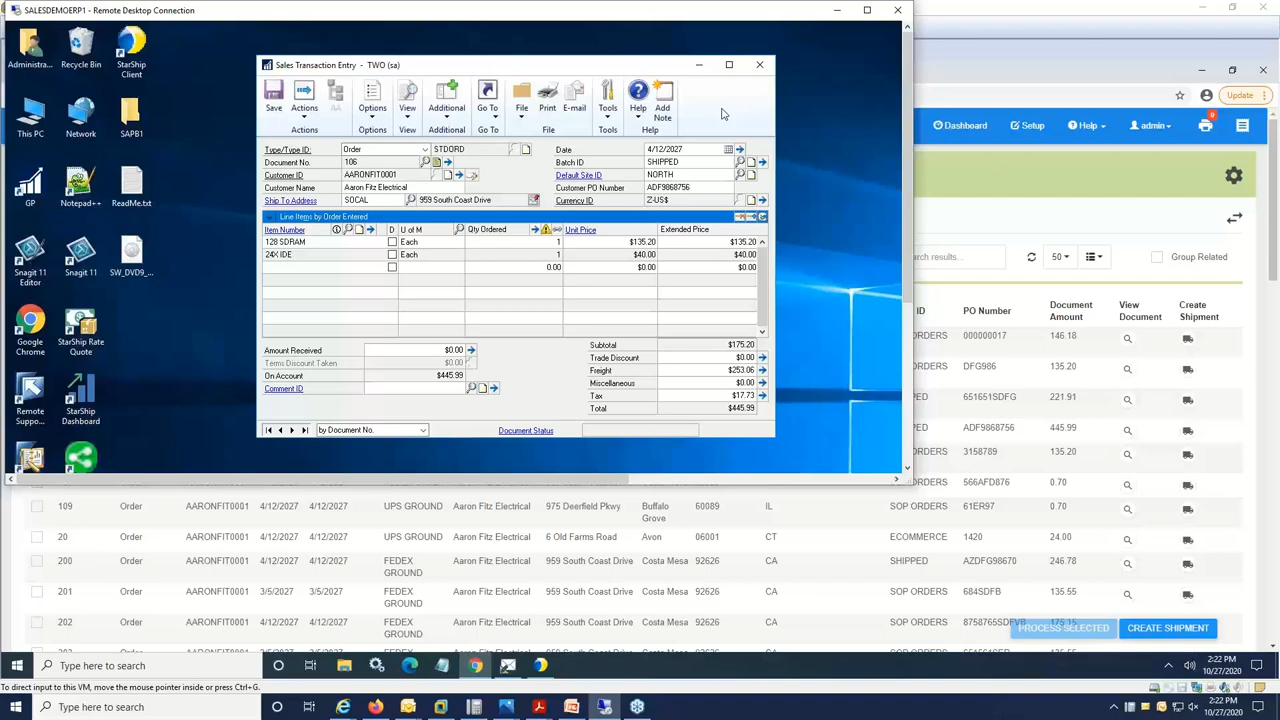 SALESDEMOERP1 - Remote Desktop Connection
Administra... Recycle Bin StarShip Client
This PC Network SAPB1
GP Notepad++ ReadMe.txt
Snagit 11 Editor Snagit 11 SW_DVD9_...
Google Chrome StarShip Rate Quote
Remote Support StarShip Dashboard
Sales Transaction Entry - TWO (sa)
Save Actions AA Options View Additional Go To File Print E-mail Tools Help Add Note
Actions Options View Additional Go To File Tools Help
Type/Type ID: Order STDORD Date 4/12/2027
Document No. 106 Batch ID SHIPPED
Customer ID AARONFIT0001 Default Site ID NORTH
Customer Name Aaron Fitz Electrical Customer PO Number ADF9868756
Ship To Address SOCAL 959 South Coast Drive Currency ID Z-US$
Line Items by Order Entered
Item Number D U of M Qty Ordered Unit Price Extended Price
128 SDRAM Each 1 $135.20 $135.20
24X IDE Each 1 $40.00 $40.00
0.00 $0.00 $0.00
Amount Received $0.00 Subtotal $175.20
Terms Discount Taken $0.00 Trade Discount $0.00
On Account $445.99 Freight $253.06
Comment ID Miscellaneous $0.00
Tax $17.73
Total $445.99
by Document No. Document Status
Update
Dashboard Setup Help admin 0
rch results... 50 Group Related
ID PO Number Document Amount View Document Create Shipment
ORDERS 000000017 146.18
ORDERS DFG986 135.20
PED 651651SDFG 221.91
PED ADF9868756 445.99
ORDERS 3158789 135.20
ORDERS 566AFD876 0.70
109 Order AARONFIT0001 4/12/2027 4/12/2027 UPS GROUND Aaron Fitz Electrical 975 Deerfield Pkwy Buffalo Grove 60089 IL SOP ORDERS 61ER97 0.70
20 Order AARONFIT0001 4/12/2027 4/12/2027 UPS GROUND Aaron Fitz Electrical 6 Old Farms Road Avon 06001 CT ECOMMERCE 1420 24.00
200 Order AARONFIT0001 4/12/2027 4/12/2027 FEDEX GROUND Aaron Fitz Electrical 959 South Coast Drive Costa Mesa 92626 CA SHIPPED AZDFG98670 246.78
201 Order AARONFIT0001 3/5/2027 3/5/2027 FEDEX GROUND Aaron Fitz Electrical 959 South Coast Drive Costa Mesa 92626 CA SOP ORDERS 684SDFB 135.55
202 Order AARONFIT0001 3/5/2027 4/12/2027 FEDEX GROUND Aaron Fitz Electrical 959 South Coast Drive Costa Mesa 92626 CA SOP ORDERS 8758765SDFVB 175.15
PROCESS SELECTED CREATE SHIPMENT
Type here to search 2:22 PM
10/27/2020
To direct input to this VM, move the mouse pointer inside or press Ctrl+G.
Type here to search 2:22 PM
10/27/2020